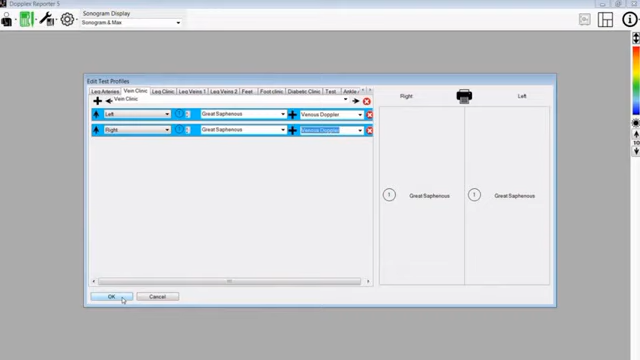 Dopplex Reporter 5
Sonogram Display
Sonogram & Max
Edit Test Profiles
Leg Arteries Vein Clinic Leg Clinic Leg Veins 1 Leg Veins 2 Feet Foot clinic Diabetic Clinic Test Ankle
Vein Clinic
Left Great Saphenous Venous Doppler
Right Great Saphenous Venous Doppler
Right Left
1 Great Saphenous 1 Great Saphenous
OK Cancel
10